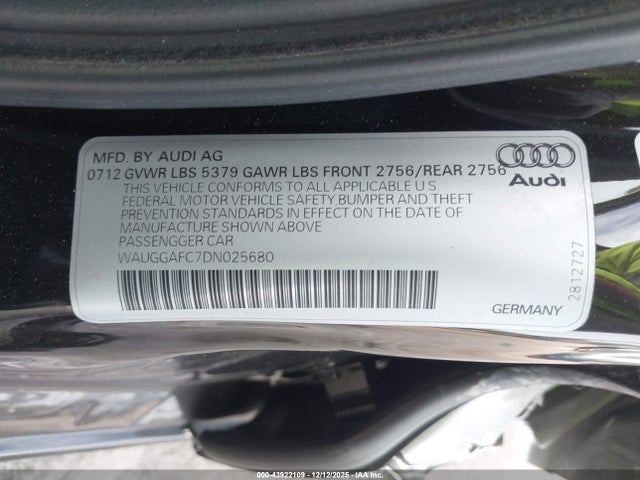 MFD. BY AUDI AG
0712 GVWR LBS 5379 GAWR LBS FRONT 2756/REAR 2756
THIS VEHICLE CONFORMS TO ALL APPLICABLE U.S.
FEDERAL MOTOR VEHICLE SAFETY,BUMPER AND THEFT
PREVENTION STANDARDS IN EFFECT ON THE DATE OF
MANUFACTURE SHOWN ABOVE
PASSENGGER CAR
WAUGGAFC7DN025680
Audi
2812727
GERMANY
000-43922109 - 12/12/2025 - Copyright IAA, Inc.